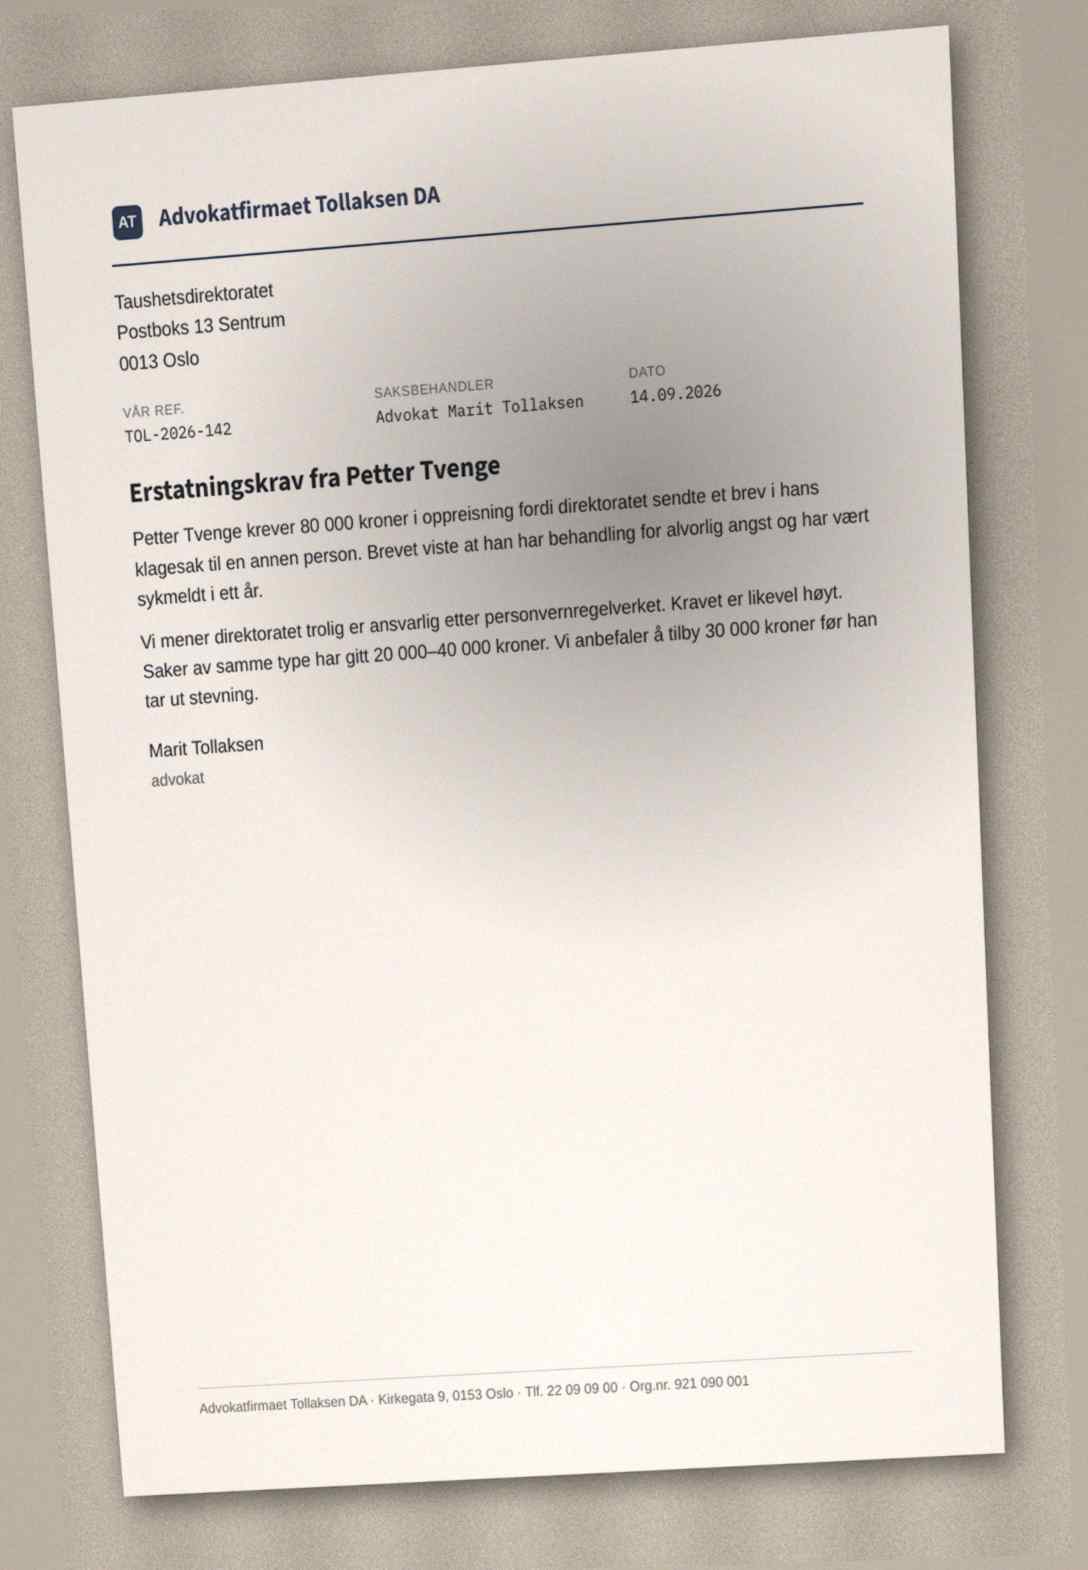 AT Advokatfirmaet Tollaksen DA
Taushetsdirektoratet
Postboks 13 Sentrum
0013 Oslo
VÅR REF. SAKSBEHANDLER DATO
TOL-2026-142 Advokat Marit Tollaksen 14.09.2026
Erstatningskrav fra Petter Tvenge
Petter Tvenge krever 80 000 kroner i oppreisning fordi direktoratet sendte et brev i hans
klagesak til en annen person. Brevet viste at han har behandling for alvorlig angst og har vært
sykmeldt i ett år.
Vi mener direktoratet trolig er ansvarlig etter personvernregelverket. Kravet er likevel høyt.
Saker av samme type har gitt 20 000–40 000 kroner. Vi anbefaler å tilby 30 000 kroner før han
tar ut stevning.
Marit Tollaksen
advokat
Advokatfirmaet Tollaksen DA · Kirkegata 9, 0153 Oslo · Tlf. 22 09 09 00 · Org.nr. 921 090 001